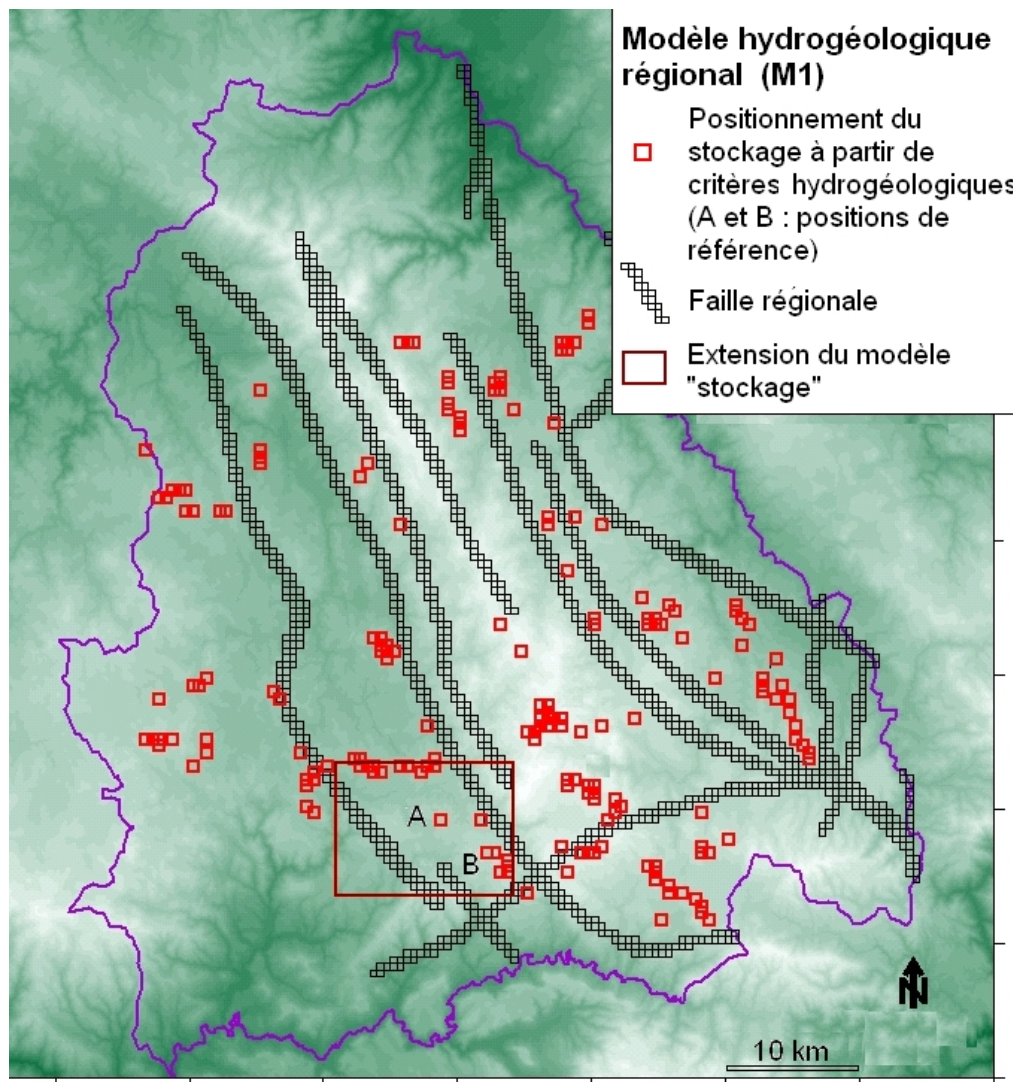 Modèle hydrogéologique
régional (M1)
Positionnement du
stockage à partir de
critères hydrogéologiques
(A et B : positions de
référence)
Faille régionale
Extension du modèle
"stockage"
A
B
N
10 km